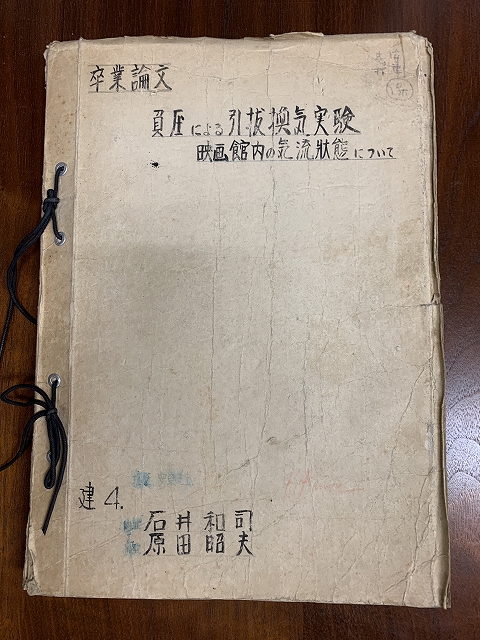 卒業論文
負圧による引抜換気実験
映画館内の気流狀態について
建4.
石井和司
原田昭夫